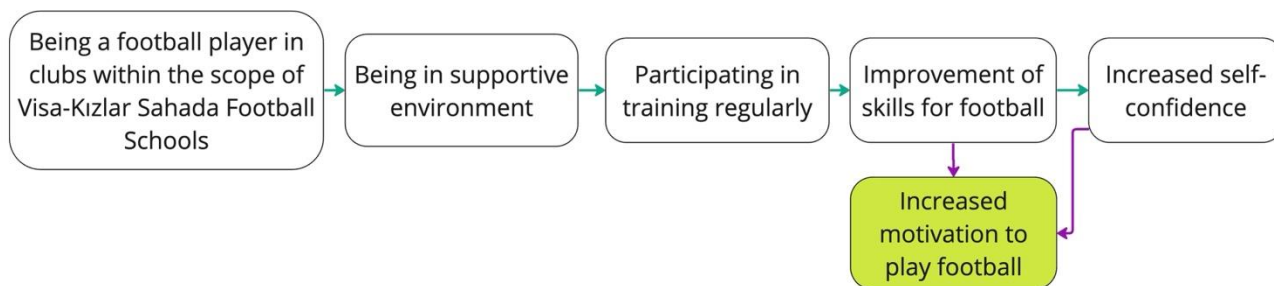 Being a football player in
clubs within the scope of
Visa-Kızlar Sahada Football
Schools
Being in supportive
environment
Participating in
training regularly
Improvement of
skills for football
Increased self-
confidence
Increased
motivation to
play football